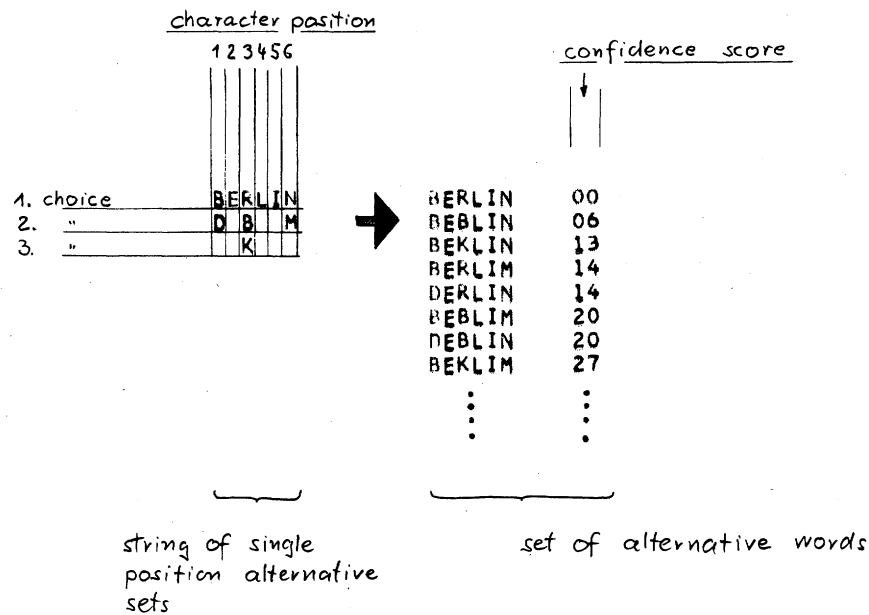 character position
123456
confidence score
1. choice BERLIN
2. " D B M
3. " K
BERLIN 00
BEBLIN 06
BEKLIN 13
BERLIM 14
DERLIN 14
BEBLIM 20
DEBLIN 20
BEKLIM 27
string of single
position alternative
sets
set of alternative words